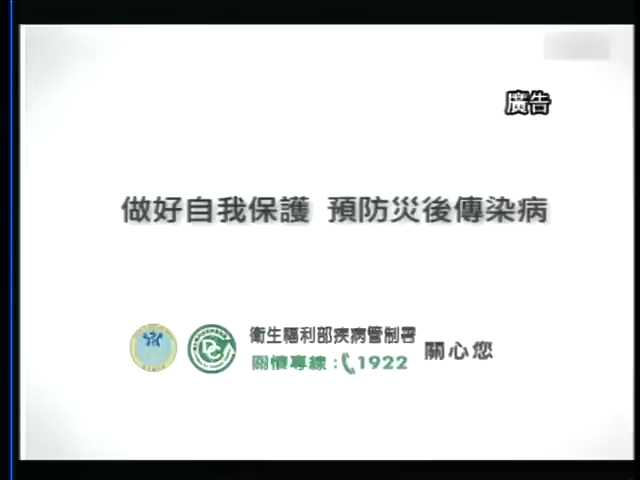 廣告
做好自我保護 預防災後傳染病
衛生福利部疾病管制署
關懷專線：1922
關心您